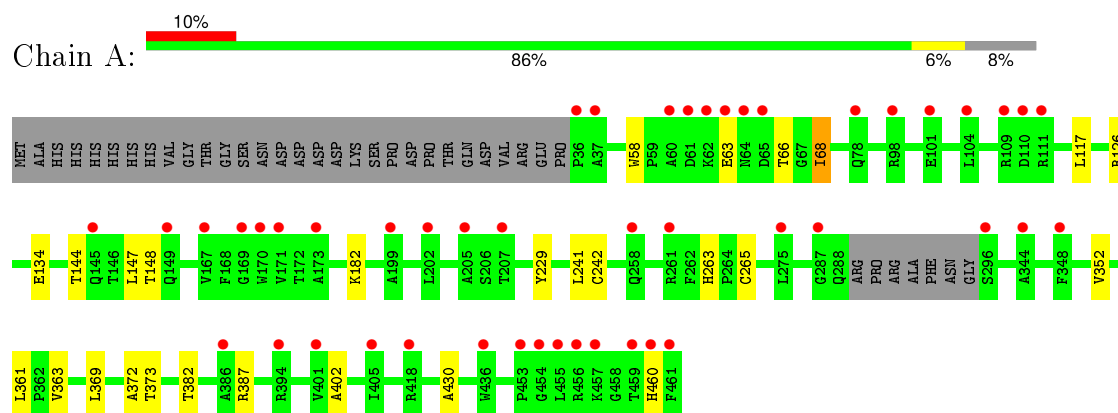 10%
Chain A:
86% 6% 8%
MET ALA HIS HIS HIS HIS HIS HIS VAL GLY THR GLY SER ASN ASP ASP ASP ASP LYS SER PRO ASP PRO THR GLN ASP VAL ARG GLU PRO P36 A37 W58 P59 A60 D61 K62 E63 N64 D65 T66 G67 I68 Q78 R98 E101 L104 R109 D110 R111 L117
E134 T144 Q145 T146 L147 T148 Q149 V167 F168 G169 W170 V171 T172 A173 K182 A199 L202 A205 S206 T207 Y229 L241 C242 Q258 R261 F262 H263 P264 C265 L275 G287 Q288 ARG PRO ARG ALA PHE ASN GLY S296 A344 F348 V352
L361 P362 V363 L369 A372 T373 T382 A386 R387 R394 V401 A402 I405 R418 A430 W436 P453 G454 L455 R456 K457 G458 T459 H460 F461